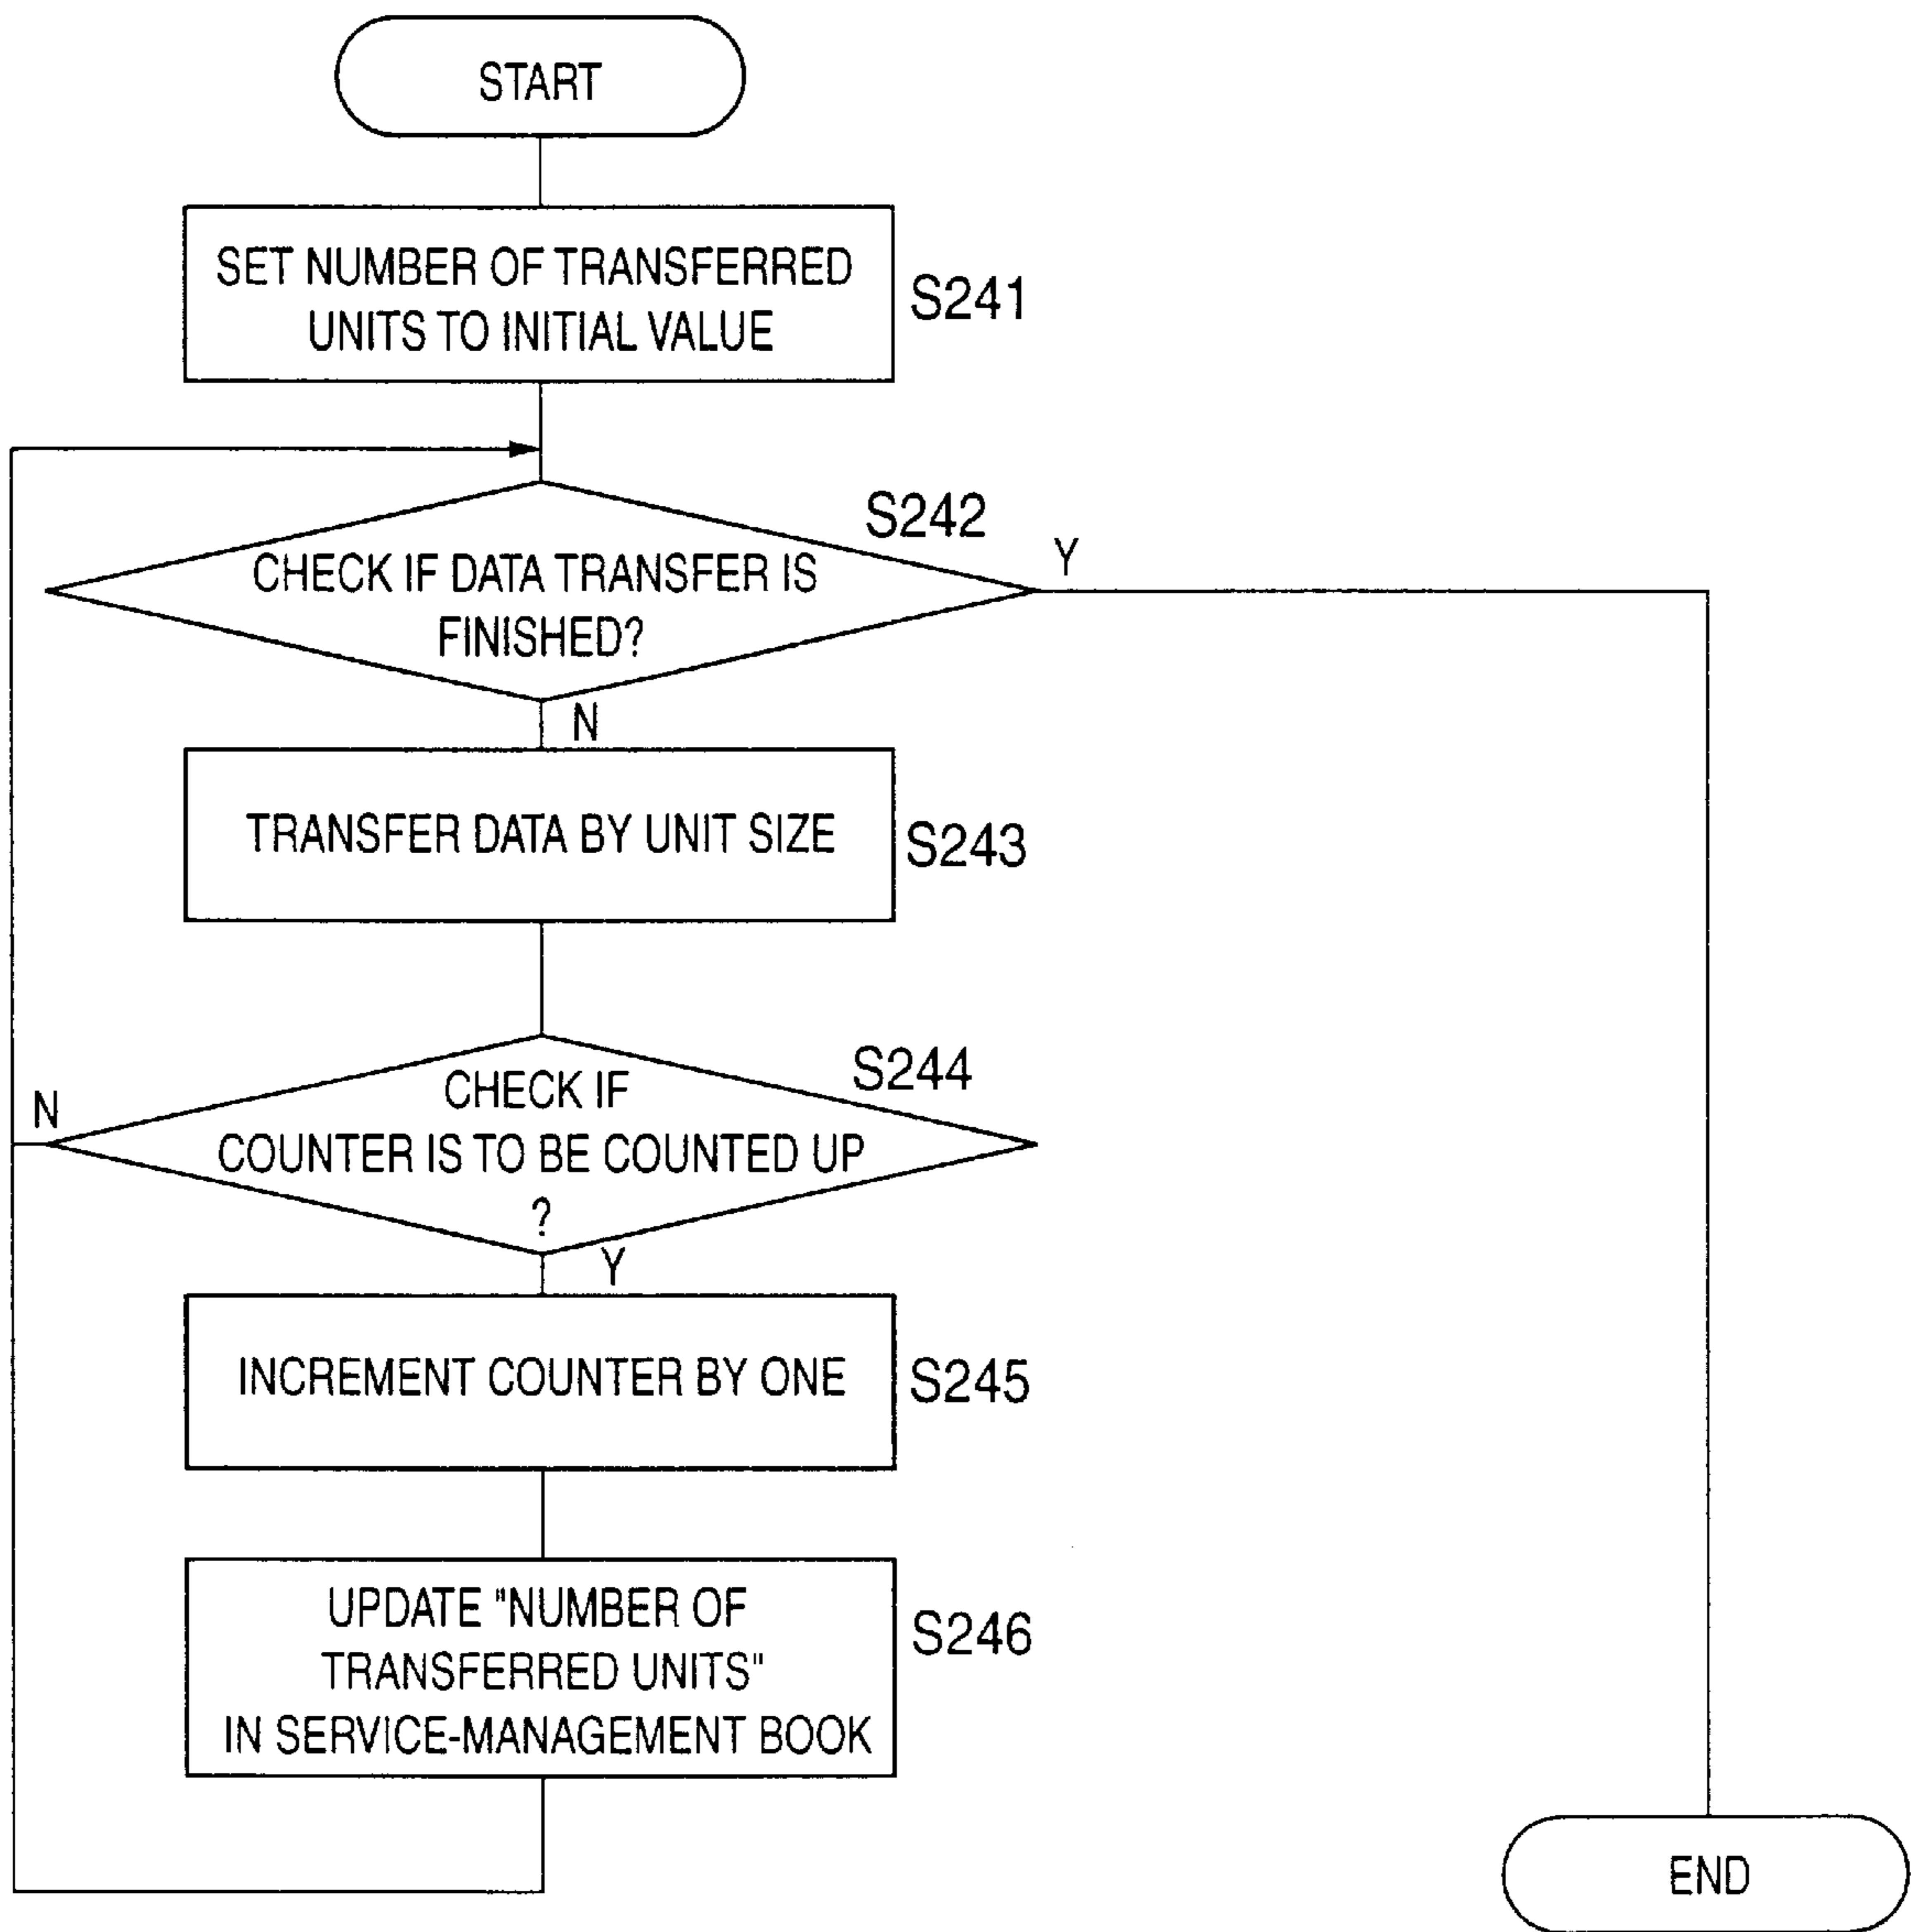 START
SET NUMBER OF TRANSFERRED
UNITS TO INITIAL VALUE
S241
S242
CHECK IF DATA TRANSFER IS
FINISHED?
Y
N
TRANSFER DATA BY UNIT SIZE
S243
S244
CHECK IF
COUNTER IS TO BE COUNTED UP
?
N
Y
INCREMENT COUNTER BY ONE
S245
UPDATE "NUMBER OF
TRANSFERRED UNITS"
IN SERVICE-MANAGEMENT BOOK
S246
END